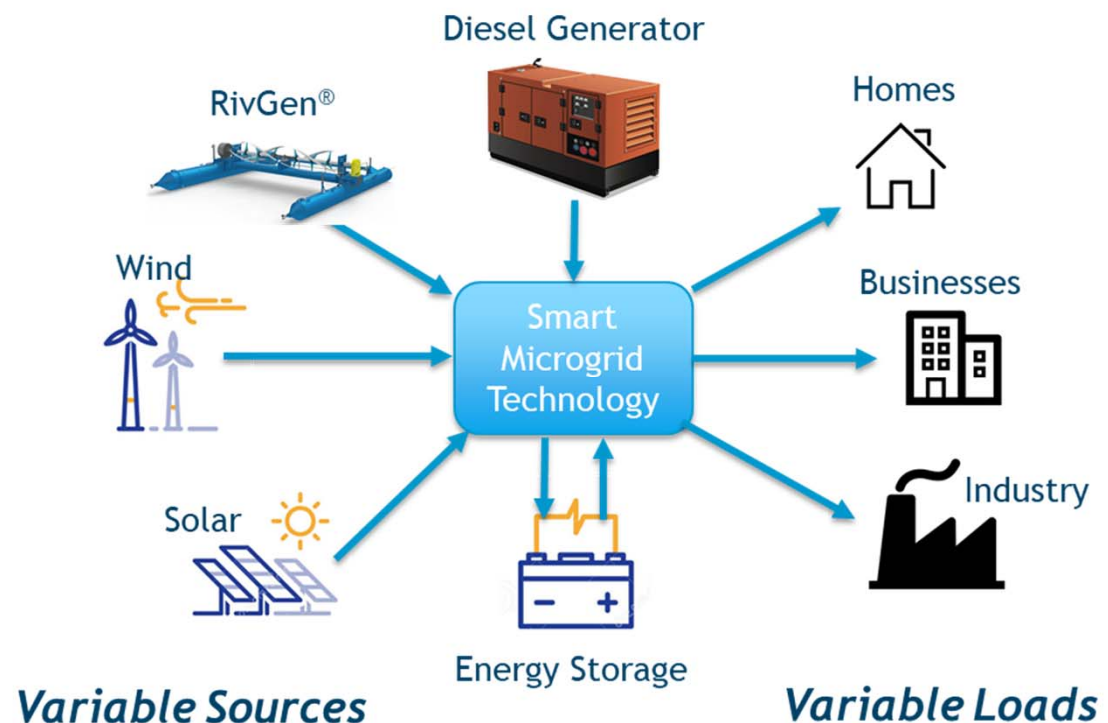 Diesel Generator
RivGen®
Homes
Wind
Businesses
Smart
Microgrid
Technology
Solar
Industry
Energy Storage
Variable Sources
Variable Loads